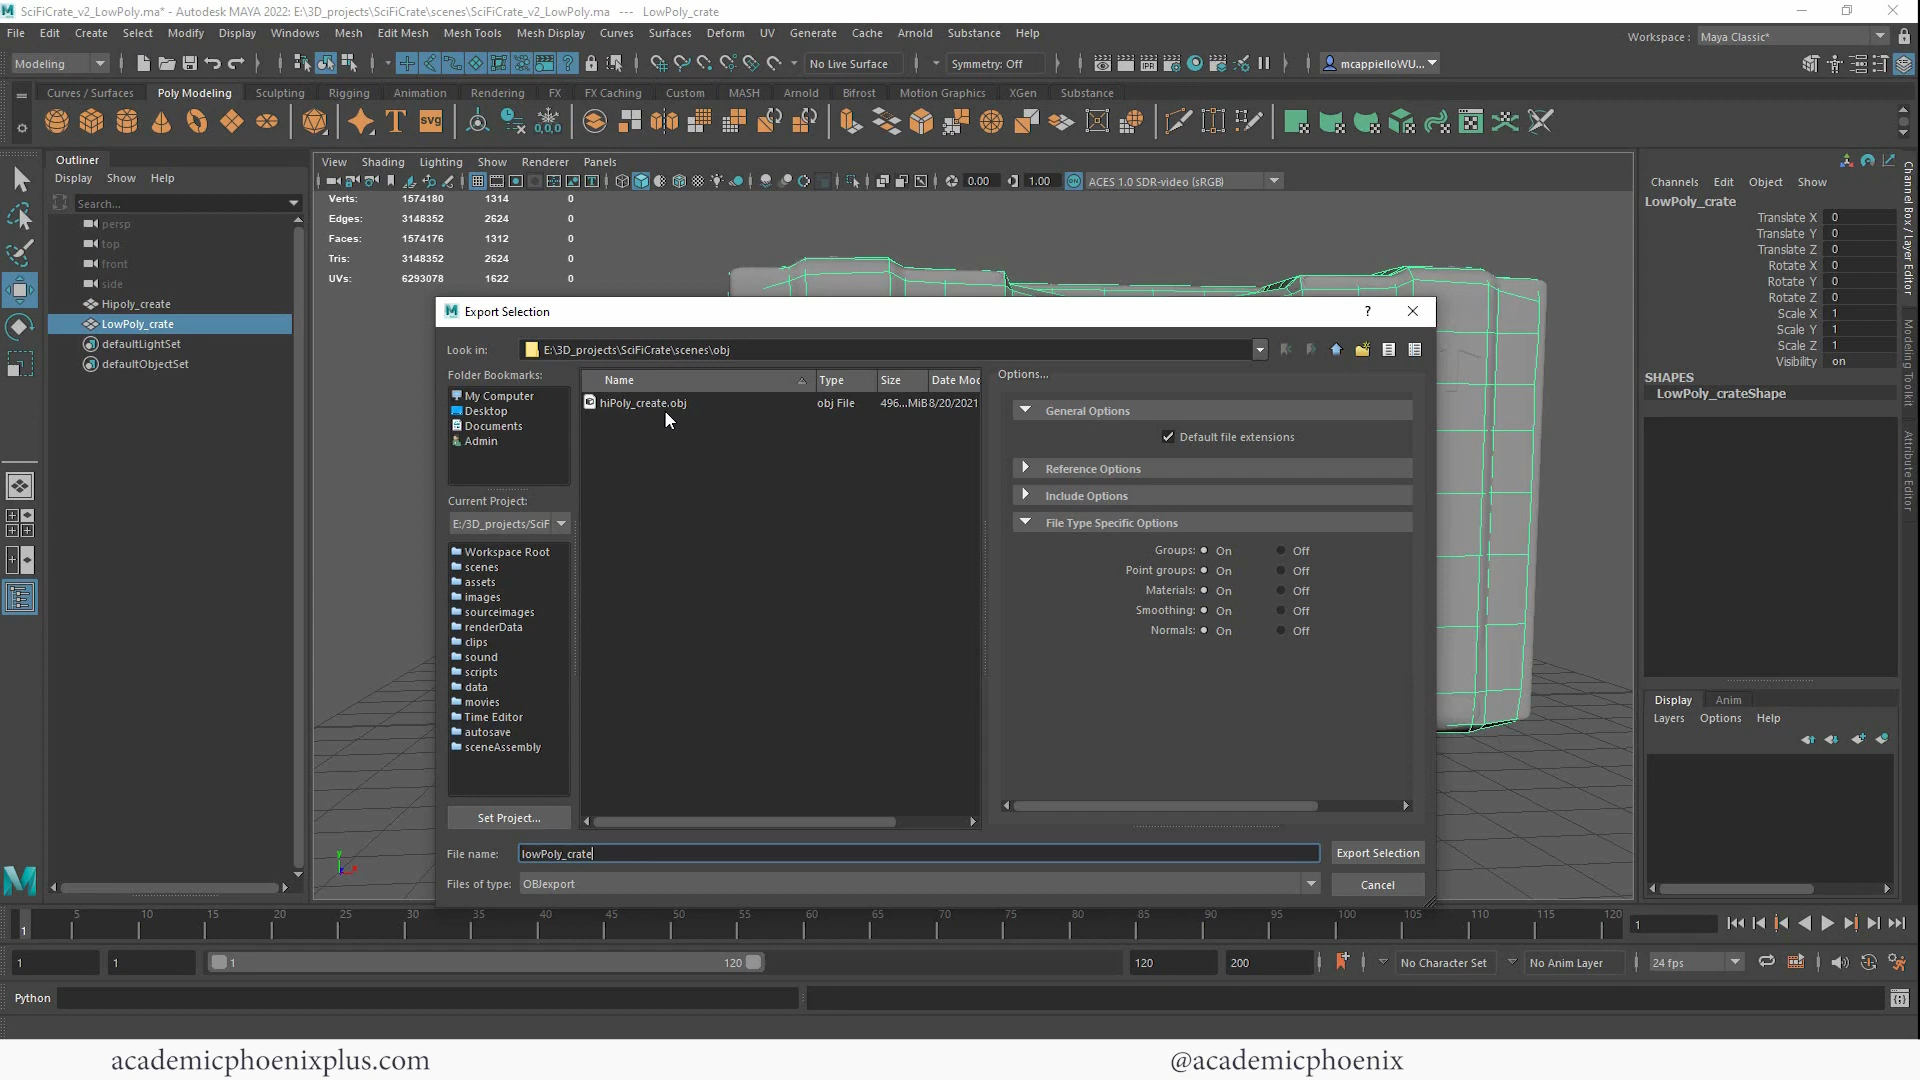 SciFiCrate_v2_LowPoly.ma* - Autodesk MAYA 2022: E:\3D_projects\SciFiCrate\scenes\SciFiCrate_v2_LowPoly.ma --- LowPoly_crate
File Edit Create Select Modify Display Windows Mesh Edit Mesh Mesh Tools Mesh Display Curves Surfaces Deform UV Generate Cache Arnold Substance Help
Workspace : Maya Classic*
Modeling
No Live Surface
Symmetry: Off
mcappielloWU...
Curves / Surfaces Poly Modeling Sculpting Rigging Animation Rendering FX FX Caching Custom MASH Arnold Bifrost Motion Graphics XGen Substance
Outliner
Display Show Help
Search...
persp
top
front
side
Hipoly_create
LowPoly_crate
defaultLightSet
defaultObjectSet
View Shading Lighting Show Renderer Panels
0.00
1.00
ACES 1.0 SDR-video (sRGB)
Verts: 1574180 1314 0
Edges: 3148352 2624 0
Faces: 1574176 1312 0
Tris: 3148352 2624 0
UVs: 6293078 1622 0
Export Selection
? 
Look in: E:\3D_projects\SciFiCrate\scenes\obj
Folder Bookmarks:
My Computer
Desktop
Documents
Admin
Current Project:
E:/3D_projects/SciF
Workspace Root
scenes
assets
images
sourceimages
renderData
clips
sound
scripts
data
movies
Time Editor
autosave
sceneAssembly
Set Project...
Name Type Size Date Moc
hiPoly_create.obj obj File 496...MiB 8/20/2021
Options...
General Options
Default file extensions
Reference Options
Include Options
File Type Specific Options
Groups: On Off
Point groups: On Off
Materials: On Off
Smoothing: On Off
Normals: On Off
File name: lowPoly_crate
Export Selection
Files of type: OBJexport
Cancel
Channels Edit Object Show
LowPoly_crate
Translate X 0
Translate Y 0
Translate Z 0
Rotate X 0
Rotate Y 0
Rotate Z 0
Scale X 1
Scale Y 1
Scale Z 1
Visibility on
SHAPES
LowPoly_crateShape
Display Anim
Layers Options Help
Channel Box / Layer Editor
Modeling Toolkit
Attribute Editor
1 5 10 15 20 25 30 35 40 45 50 55 60 65 70 75 80 85 90 95 100 105 110 115 120
1
1 1 1 120 120 200
No Character Set
No Anim Layer
24 fps
Python
academicphoenixplus.com
@academicphoenix